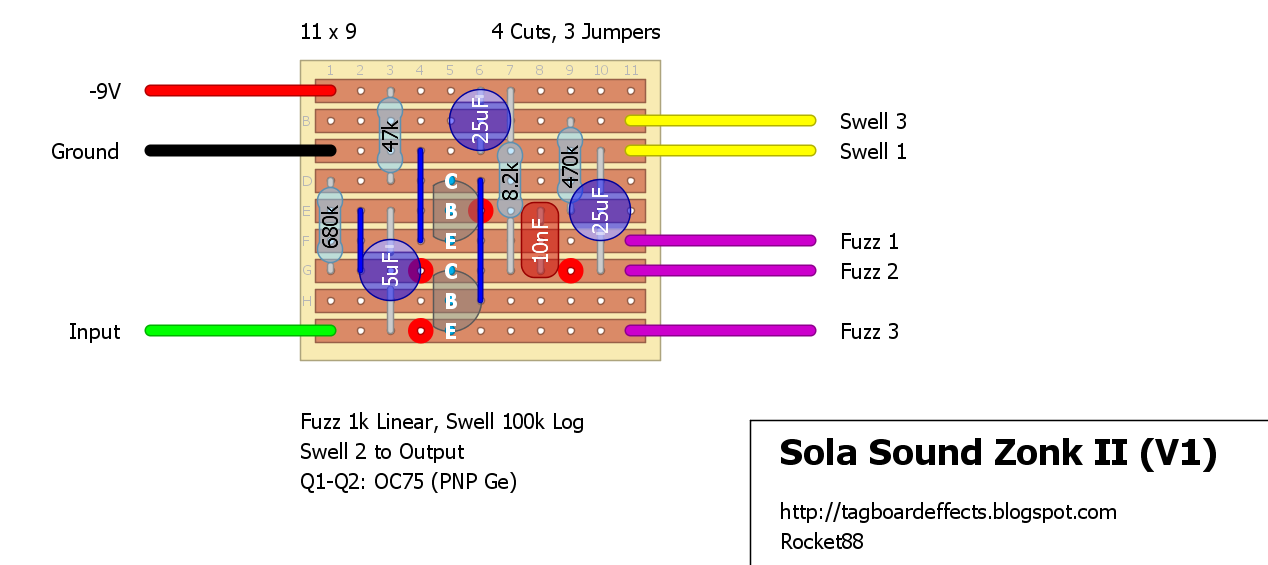 11 x 9
4 Cuts, 3 Jumpers
1 2 3 4 5 6 7 8 9 10 11
-9V
B
Swell 3
25uF
47k
Ground
Swell 1
470k
8.2k
D
C
E
B
680k
25uF
10nF
F
E
Fuzz 1
5uF
G
C
Fuzz 2
H
B
Input
E
Fuzz 3
Fuzz 1k Linear, Swell 100k Log
Swell 2 to Output
Q1-Q2: OC75 (PNP Ge)
Sola Sound Zonk II (V1)
http://tagboardeffects.blogspot.com
Rocket88